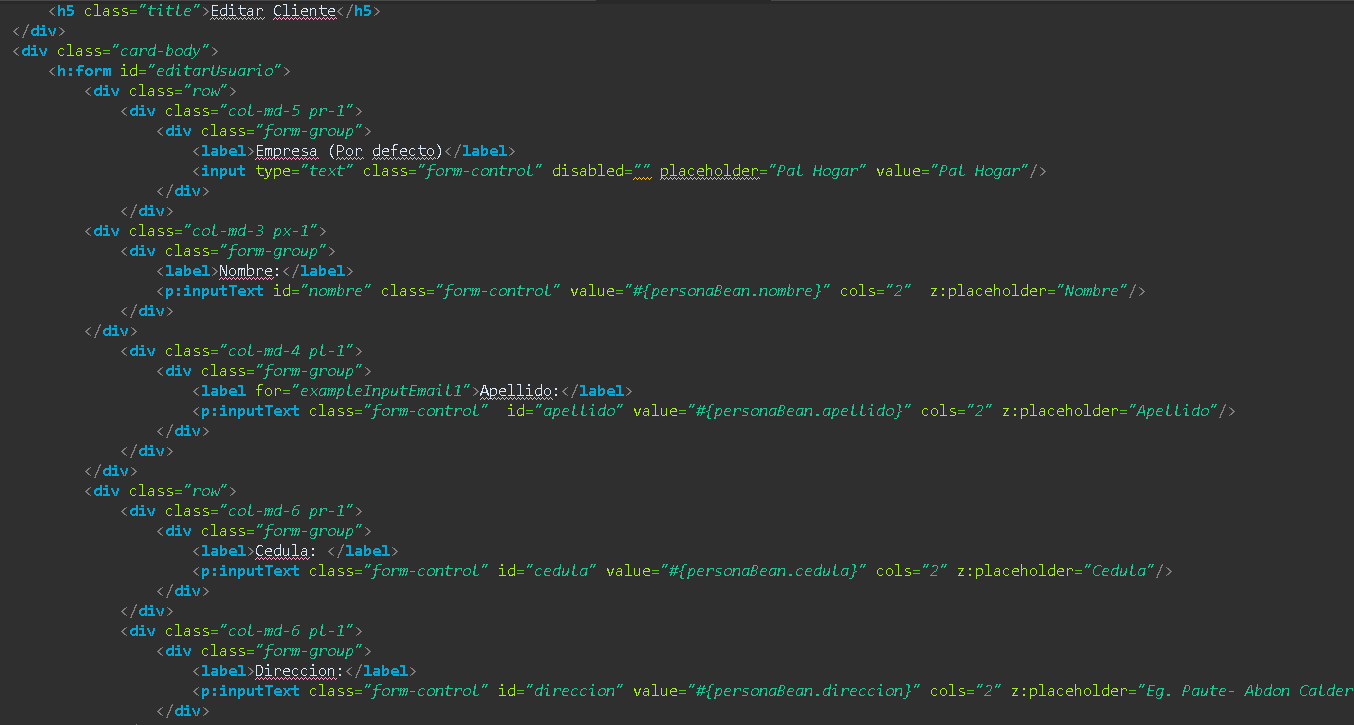 <h5 class="title">Editar Cliente</h5>
</div>
<div class="card-body">
<h:form id="editarUsuario">
<div class="row">
<div class="col-md-5 pr-1">
<div class="form-group">
<label>Empresa (Por defecto)</label>
<input type="text" class="form-control" disabled="" placeholder="Pal Hogar" value="Pal Hogar"/>
</div>
</div>
<div class="col-md-3 px-1">
<div class="form-group">
<label>Nombre:</label>
<p:inputText id="nombre" class="form-control" value="#{personaBean.nombre}" cols="2"  z:placeholder="Nombre"/>
</div>
</div>
<div class="col-md-4 pl-1">
<div class="form-group">
<label for="exampleInputEmail1">Apellido:</label>
<p:inputText class="form-control"  id="apellido" value="#{personaBean.apellido}" cols="2" z:placeholder="Apellido"/>
</div>
</div>
</div>
<div class="row">
<div class="col-md-6 pr-1">
<div class="form-group">
<label>Cedula: </label>
<p:inputText class="form-control" id="cedula" value="#{personaBean.cedula}" cols="2" z:placeholder="Cedula"/>
</div>
</div>
<div class="col-md-6 pl-1">
<div class="form-group">
<label>Direccion:</label>
<p:inputText class="form-control" id="direccion" value="#{personaBean.direccion}" cols="2" z:placeholder="Eg. Paute- Abdon Calder
</div>